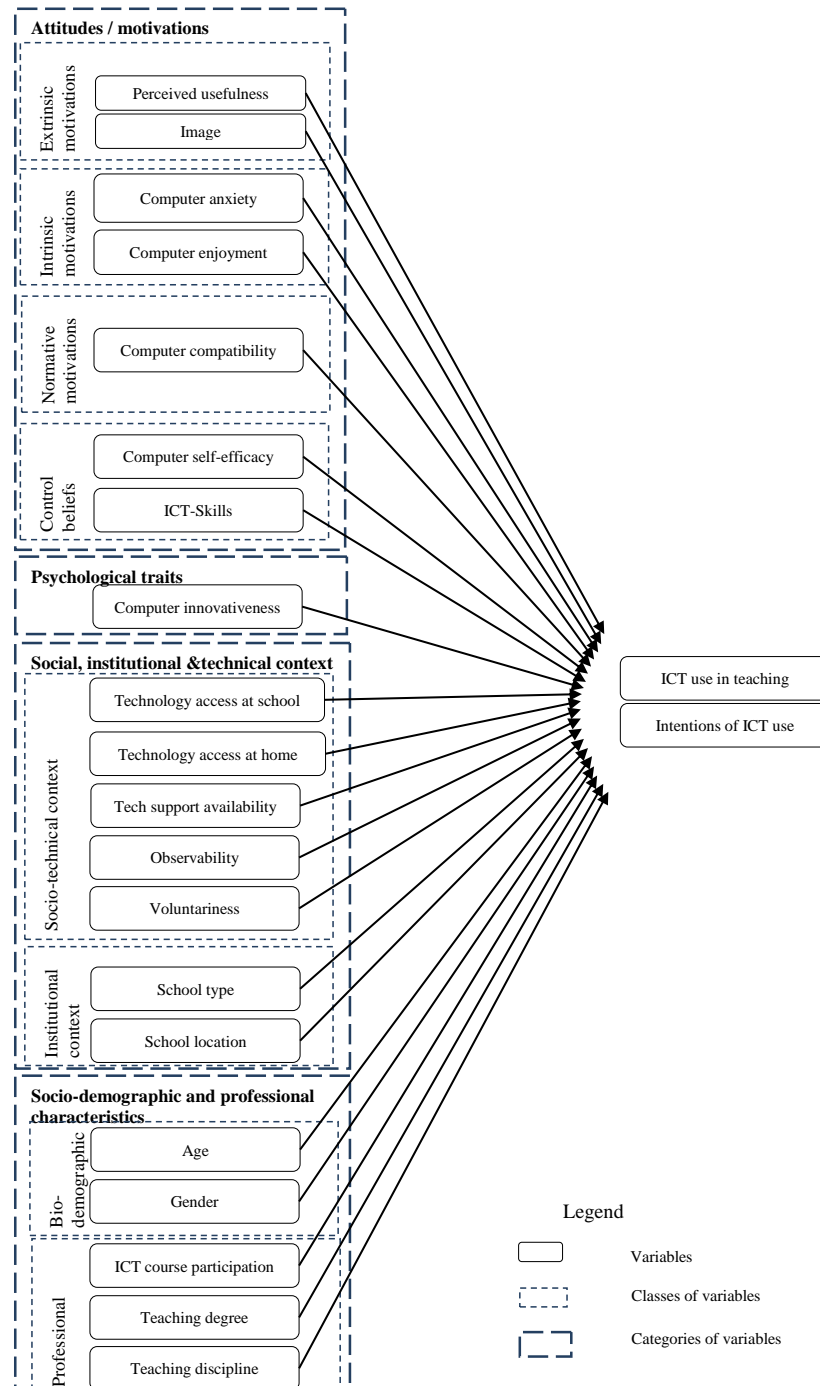 Attitudes / motivations
Extrinsic
motivations
Perceived usefulness
Image
Intrinsic
motivations
Computer anxiety
Computer enjoyment
Normative
motivations
Computer compatibility
Control
beliefs
Computer self-efficacy
ICT-Skills
Psychological traits
Computer innovativeness
Social, institutional &technical context
Socio-technical context
Technology access at school
Technology access at home
Tech support availability
Observability
Voluntariness
Institutional
context
School type
School location
Socio-demographic and professional
characteristics
Bio-
demographic
Age
Gender
Professional
ICT course participation
Teaching degree
Teaching discipline
ICT use in teaching
Intentions of ICT use
Legend
Variables
Classes of variables
Categories of variables